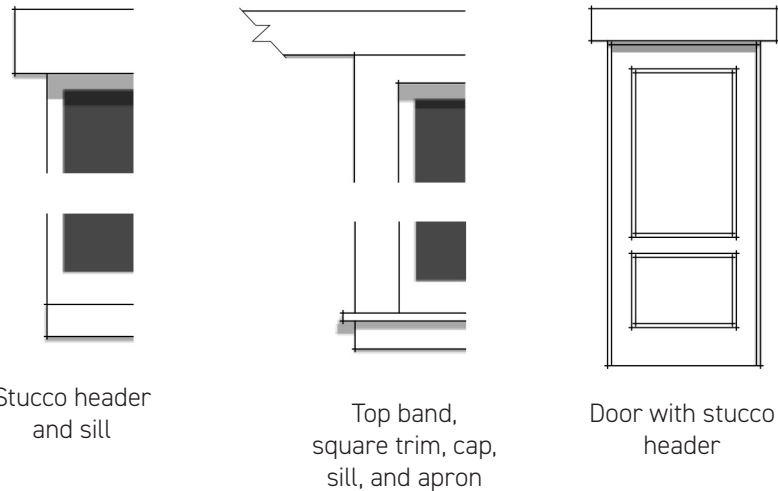 Stucco header
and sill
Top band,
square trim, cap,
sill, and apron
Door with stucco
header